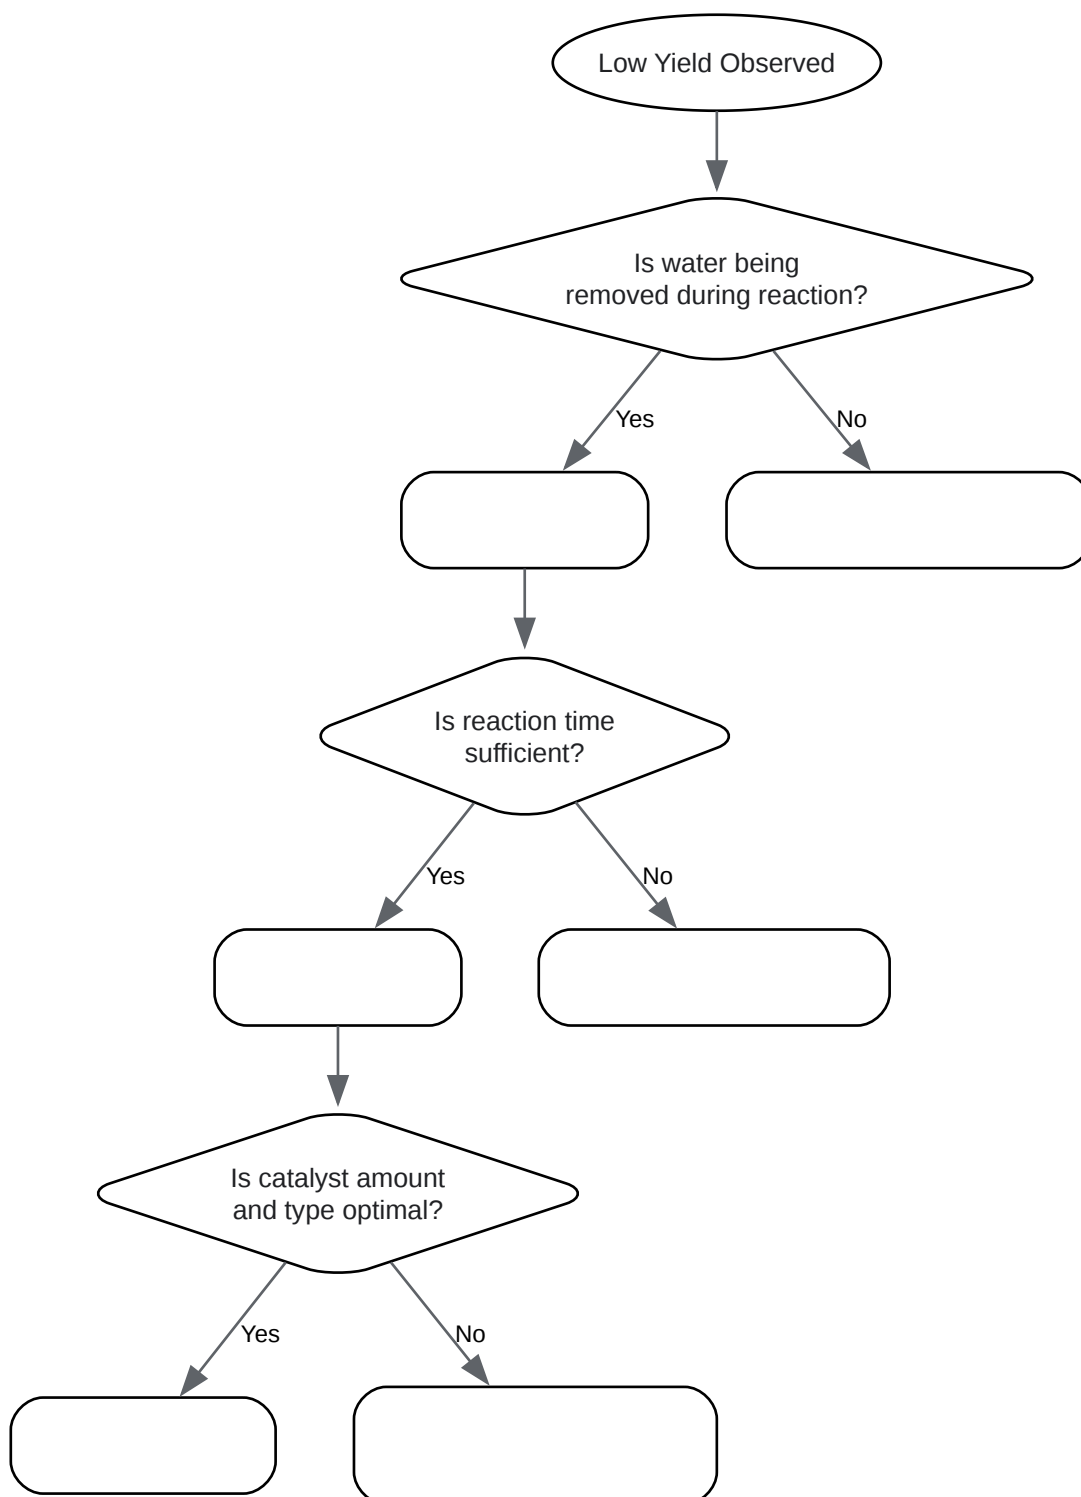 Low Yield Observed
Is water being
removed during reaction?
Yes
No
Is reaction time
sufficient?
Yes
No
Is catalyst amount
and type optimal?
Yes
No